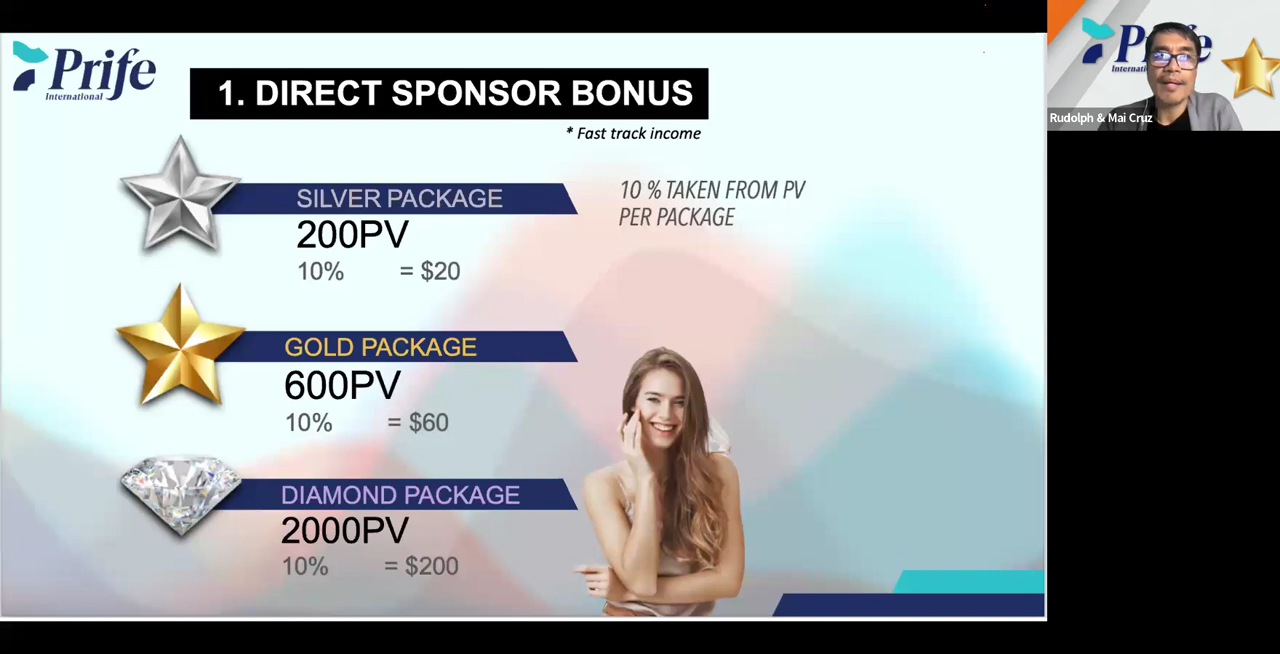 Prife
International
1. DIRECT SPONSOR BONUS
* Fast track income
SILVER PACKAGE
200PV
10% = $20
10 % TAKEN FROM PV
PER PACKAGE
GOLD PACKAGE
600PV
10% = $60
DIAMOND PACKAGE
2000PV
10% = $200
Rudolph & Mai Cruz